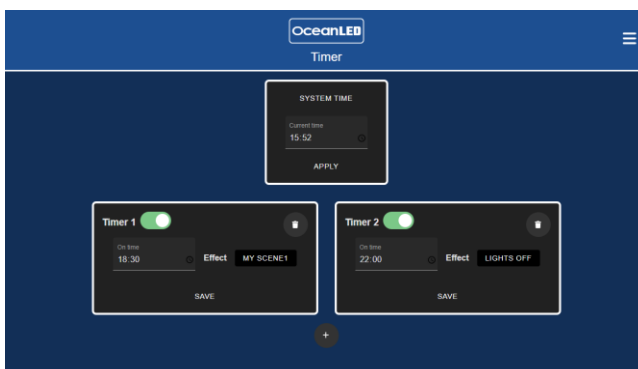 OceanLED
Timer
SYSTEM TIME
Current time
15:52
APPLY
Timer 1
On time
18:30
Effect
MY SCENE1
SAVE
Timer 2
On time
22:00
Effect
LIGHTS OFF
SAVE
+